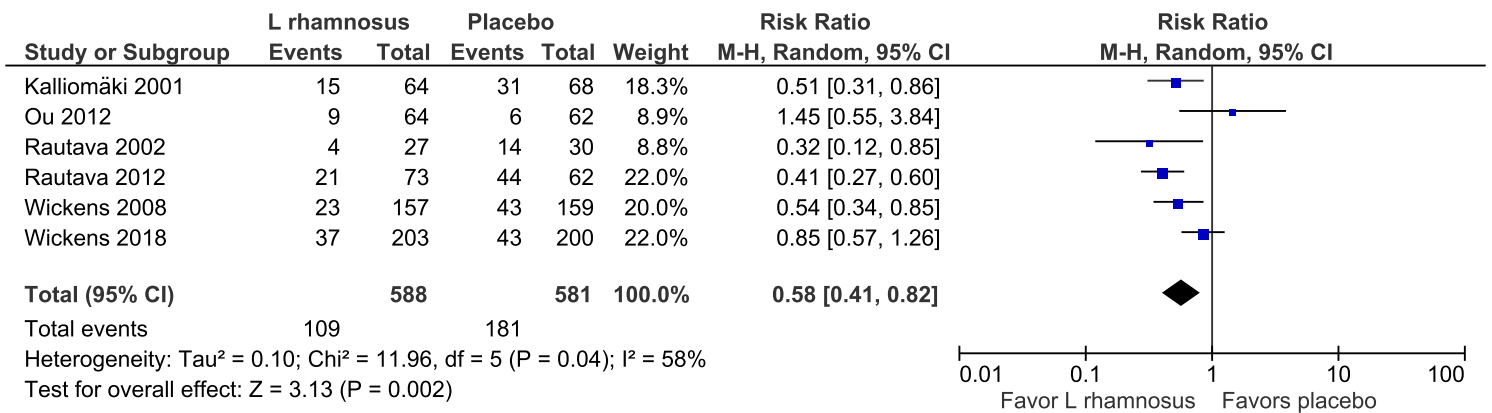 L rhamnosus Placebo Risk Ratio Risk Ratio
Study or Subgroup Events Total Events Total Weight M-H, Random, 95% CI M-H, Random, 95% CI
Kalliomäki 2001 15 64 31 68 18.3% 0.51 [0.31, 0.86]
Ou 2012 9 64 6 62 8.9% 1.45 [0.55, 3.84]
Rautava 2002 4 27 14 30 8.8% 0.32 [0.12, 0.85]
Rautava 2012 21 73 44 62 22.0% 0.41 [0.27, 0.60]
Wickens 2008 23 157 43 159 20.0% 0.54 [0.34, 0.85]
Wickens 2018 37 203 43 200 22.0% 0.85 [0.57, 1.26]
Total (95% CI) 588 581 100.0% 0.58 [0.41, 0.82]
Total events 109 181
Heterogeneity: Tau² = 0.10; Chi² = 11.96, df = 5 (P = 0.04); I² = 58%
Test for overall effect: Z = 3.13 (P = 0.002)
0.01 0.1 1 10 100
Favor L rhamnosus Favors placebo